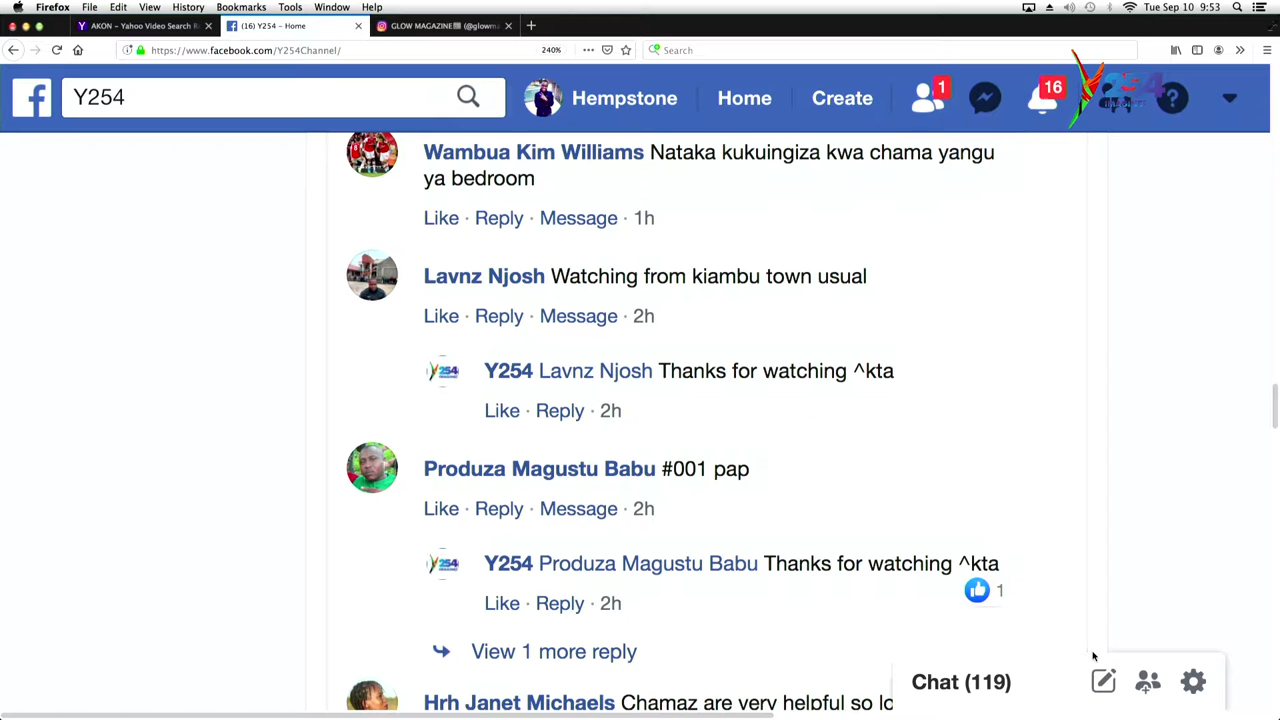 Firefox File Edit View History Bookmarks Tools Window Help Tue Sep 10 9:53
AKON - Yahoo Video Search R
(16) Y254 - Home
GLOW MAGAZINE (@glowma
https://www.facebook.com/Y254Channel/ 240% Search
Y254 Hempstone Home Create 1 16
Wambua Kim Williams Nataka kukuingiza kwa chama yangu
ya bedroom
Like · Reply · Message · 1h
Lavnz Njosh Watching from kiambu town usual
Like · Reply · Message · 2h
Y254 Lavnz Njosh Thanks for watching ^kta
Like · Reply · 2h
Produza Magustu Babu #001 pap
Like · Reply · Message · 2h
Y254 Produza Magustu Babu Thanks for watching ^kta
1
Like · Reply · 2h
View 1 more reply
Hrh Janet Michaels Chamaz are very helpful so lo
Chat (119)